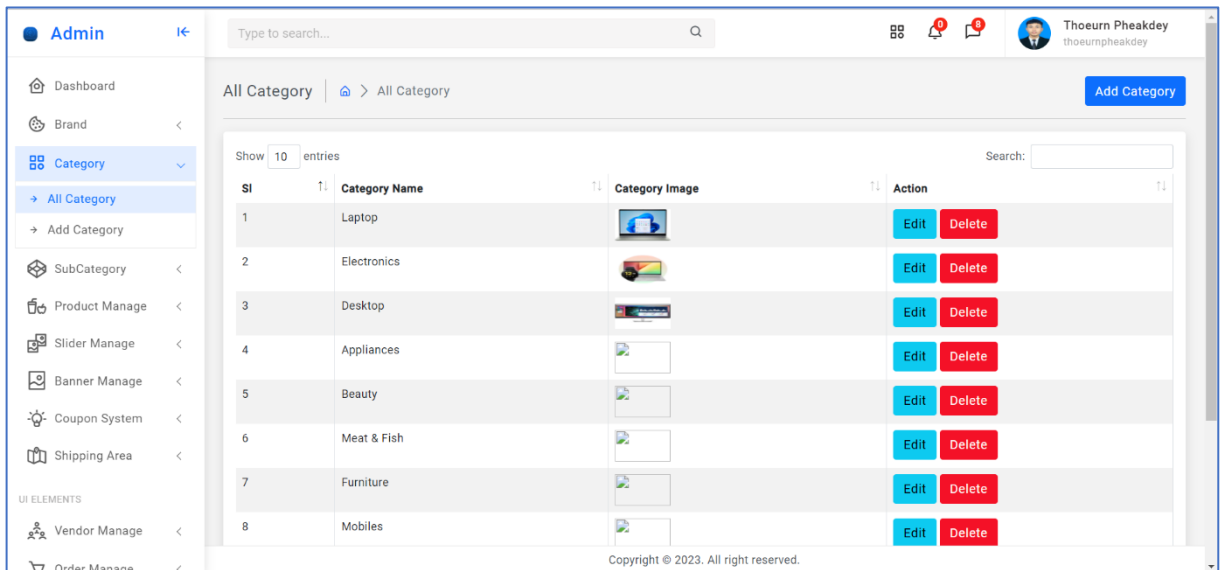 Admin
Type to search...
0
8
Thoeurn Pheakdey
thoeurnpheakdey
Dashboard
Brand
Category
All Category
Add Category
SubCategory
Product Manage
Slider Manage
Banner Manage
Coupon System
Shipping Area
UI ELEMENTS
Vendor Manage
Order Manage
All Category > All Category
Add Category
Show 10 entries
Search:
Sl Category Name Category Image Action
1 Laptop Edit Delete
2 Electronics Edit Delete
3 Desktop Edit Delete
4 Appliances Edit Delete
5 Beauty Edit Delete
6 Meat & Fish Edit Delete
7 Furniture Edit Delete
8 Mobiles Edit Delete
Copyright © 2023. All right reserved.